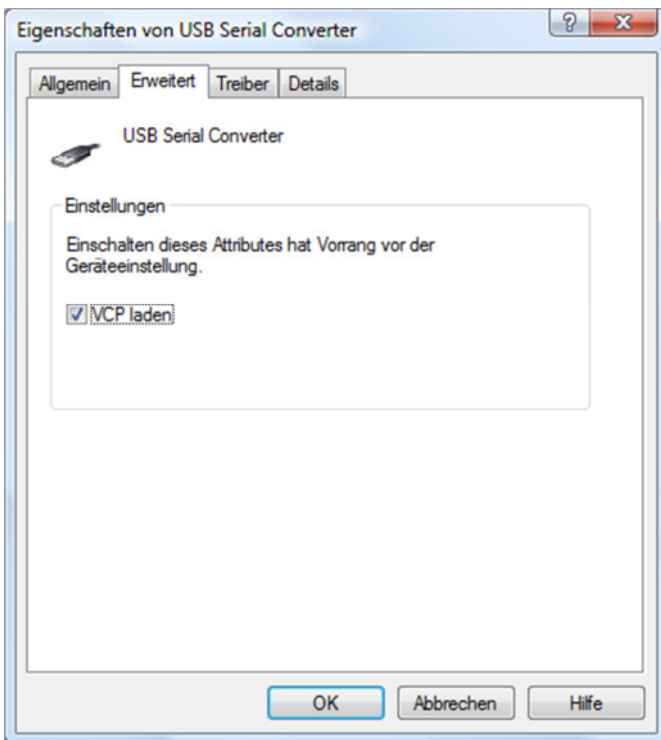 Eigenschaften von USB Serial Converter
Allgemein Erweitert Treiber Details
USB Serial Converter
Einstellungen
Einschalten dieses Attributes hat Vorrang vor der
Geräteeinstellung.
VCP laden
OK Abbrechen Hilfe